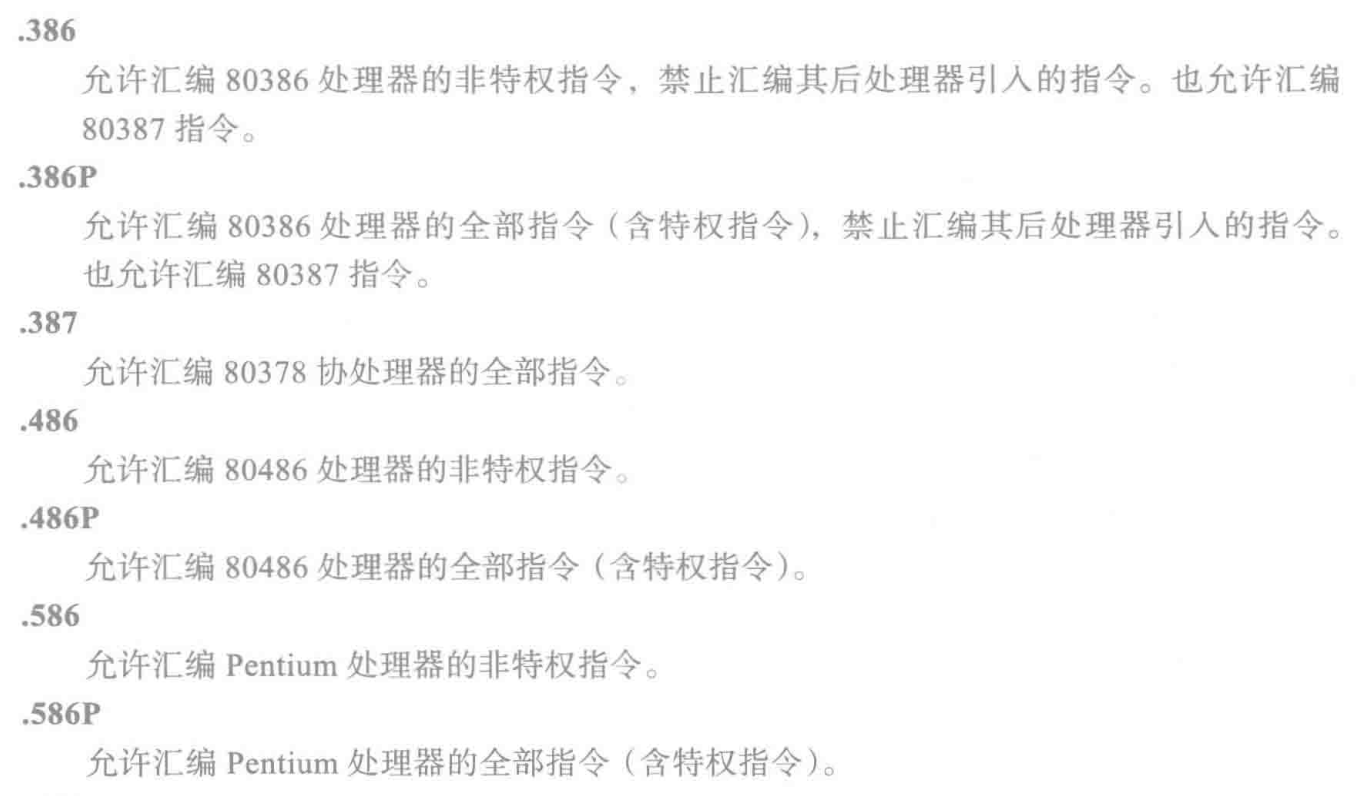 .386
允许汇编 80386 处理器的非特权指令，禁止汇编其后处理器引入的指令。也允许汇编
80387 指令。
.386P
允许汇编 80386 处理器的全部指令（含特权指令），禁止汇编其后处理器引入的指令。
也允许汇编 80387 指令。
.387
允许汇编 80378 协处理器的全部指令。
.486
允许汇编 80486 处理器的非特权指令。
.486P
允许汇编 80486 处理器的全部指令（含特权指令）。
.586
允许汇编 Pentium 处理器的非特权指令。
.586P
允许汇编 Pentium 处理器的全部指令（含特权指令）。